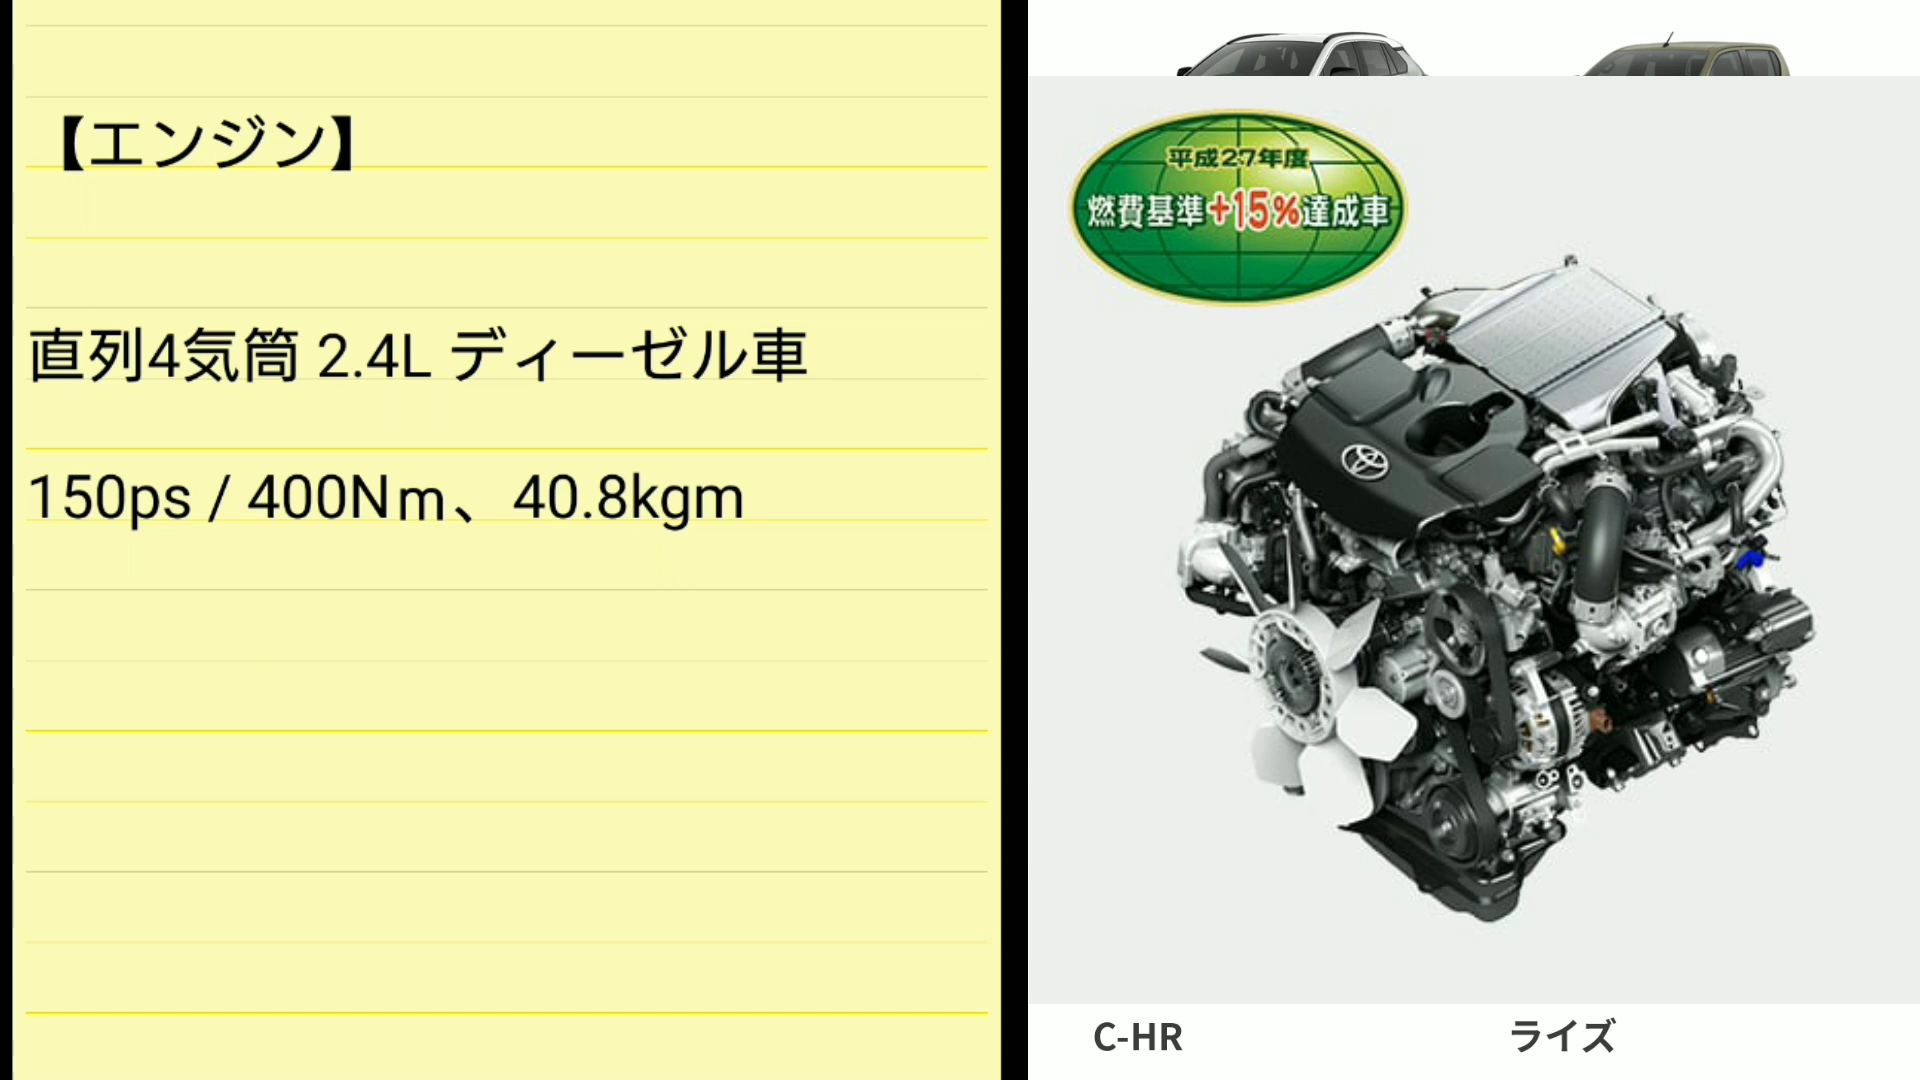 【エンジン】
直列4気筒 2.4L ディーゼル車
150ps / 400Nｍ、40.8kgm
平成27年度
燃費基準+15%達成車
C-HR
ライズ